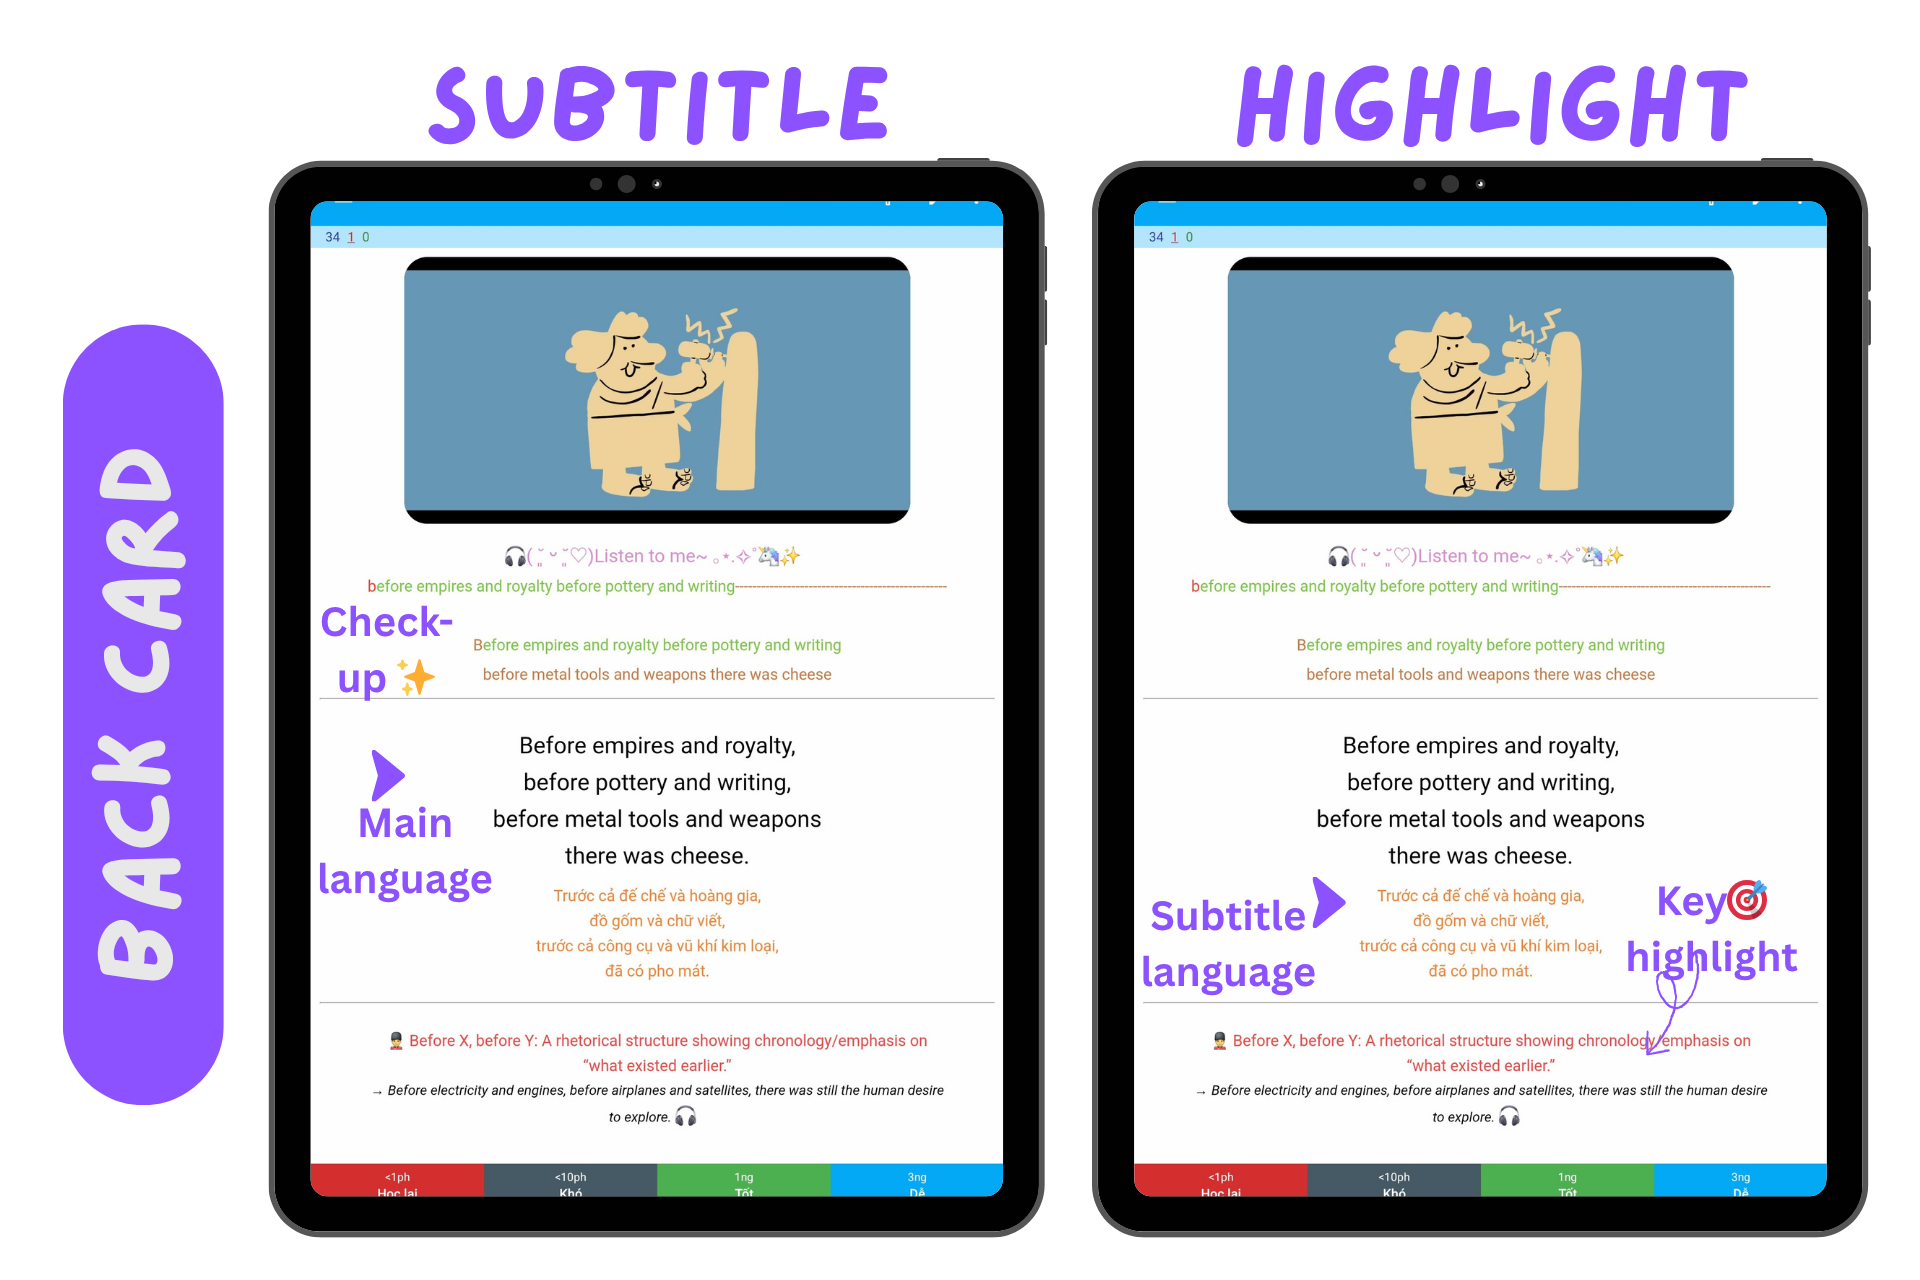 SUBTITLE
HIGHLIGHT
BACK CARD
34 1 0
🎧( ˘͈ ᵕ ˘͈♡)Listen to me~ ｡⋆.✧˚🦄✨
before empires and royalty before pottery and writing------------------------------------------
Check-
up ✨
Before empires and royalty before pottery and writing
before metal tools and weapons there was cheese
Before empires and royalty,
before pottery and writing,
before metal tools and weapons
there was cheese.
Main
language
Trước cả đế chế và hoàng gia,
đồ gốm và chữ viết,
trước cả công cụ và vũ khí kim loại,
đã có pho mát.
💂 Before X, before Y: A rhetorical structure showing chronology/emphasis on
“what existed earlier.”
→ Before electricity and engines, before airplanes and satellites, there was still the human desire
to explore. 🎧
<1ph <10ph 1ng 3ng
Học lại Khó Tốt Dễ
34 1 0
🎧( ˘͈ ᵕ ˘͈♡)Listen to me~ ｡⋆.✧˚🦄✨
before empires and royalty before pottery and writing------------------------------------------
Before empires and royalty before pottery and writing
before metal tools and weapons there was cheese
Before empires and royalty,
before pottery and writing,
before metal tools and weapons
there was cheese.
Subtitle
language
Trước cả đế chế và hoàng gia,
đồ gốm và chữ viết,
trước cả công cụ và vũ khí kim loại,
đã có pho mát.
Key🎯
highlight
💂 Before X, before Y: A rhetorical structure showing chronology/emphasis on
“what existed earlier.”
→ Before electricity and engines, before airplanes and satellites, there was still the human desire
to explore. 🎧
<1ph <10ph 1ng 3ng
Học lại Khó Tốt Dễ